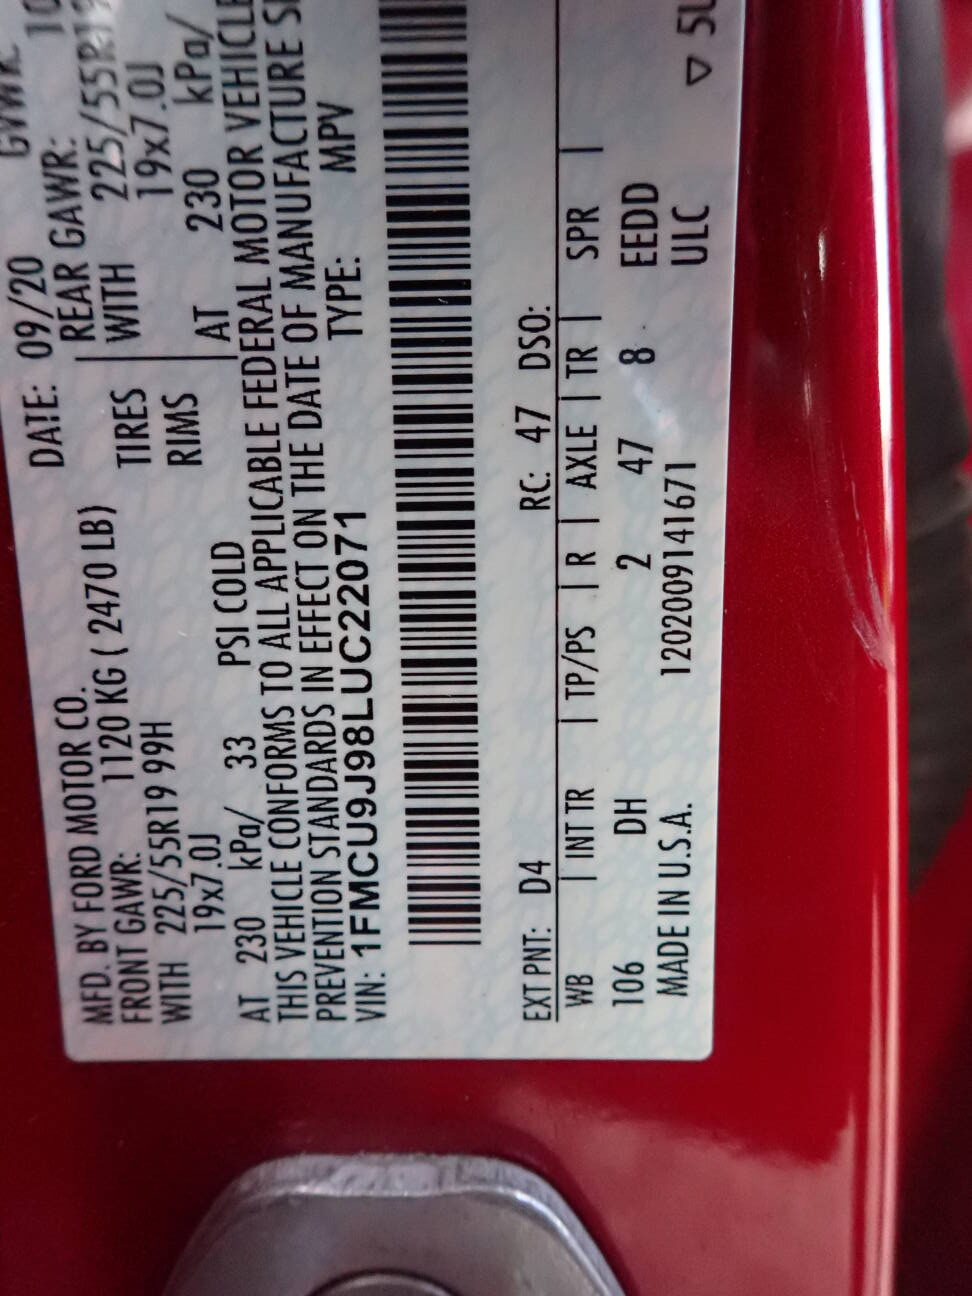 MFD. BY FORD MOTOR CO. DATE: 09/20 GVWR:
FRONT GAWR: 1120 KG ( 2470 LB) REAR GAWR:
WITH 225/55R19 99H TIRES WITH 225/55R19
19x7.0J RIMS 19x7.0J
AT 230 kPa/ 33 PSI COLD AT 230 kPa/
THIS VEHICLE CONFORMS TO ALL APPLICABLE FEDERAL MOTOR VEHICLE
PREVENTION STANDARDS IN EFFECT ON THE DATE OF MANUFACTURE
VIN: 1FMCU9J98LUC22071 TYPE: MPV
EXT PNT: D4 RC: 47 DSO:
WB | INT TR | TP/PS | R | AXLE | TR | SPR |
106 DH 2 47 8 EEDD
MADE IN U.S.A. 120200914167​1 ULC